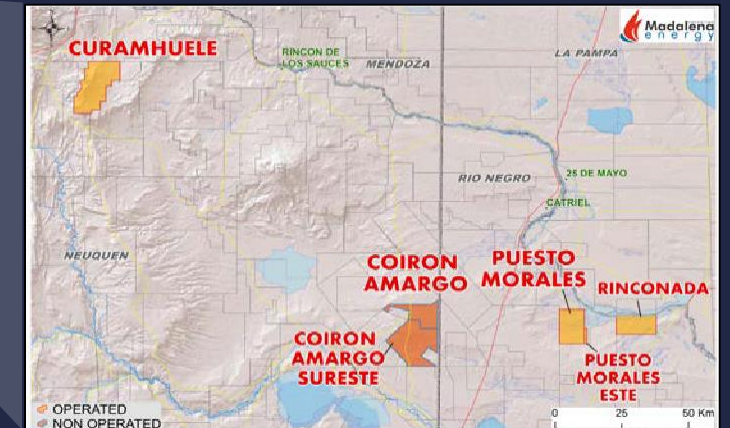 Madalena
energy
CURAMHUELE
RINCON DE
LOS SAUCES
MENDOZA
LA PAMPA
RIO NEGRO
25 DE MAYO
CATRIEL
NEUQUEN
COIRON
AMARGO
PUESTO
MORALES
RINCONADA
COIRON
AMARGO
SURESTE
PUESTO
MORALES
ESTE
OPERATED
NON OPERATED
0 25 50 Km